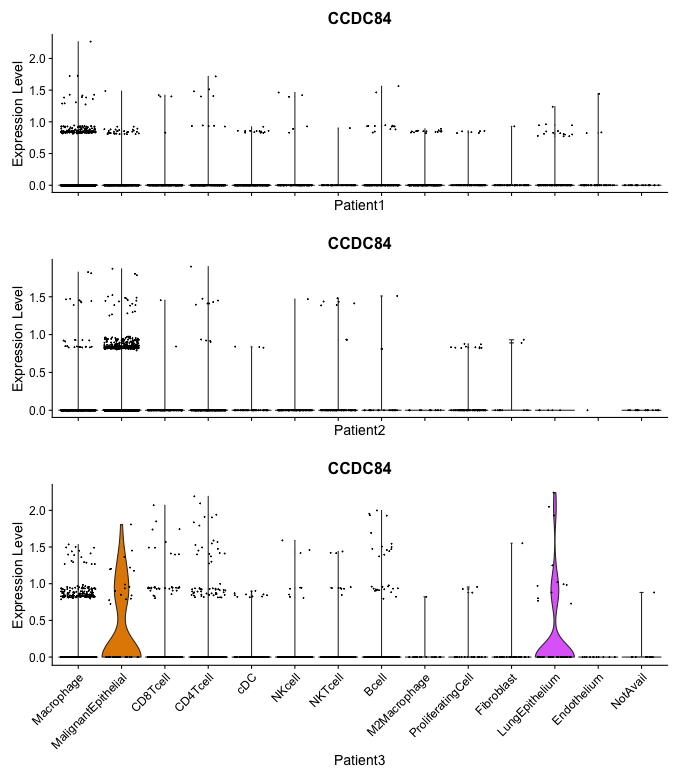 CCDC84
Expression Level
2.0
1.5
1.0
0.5
0.0
Patient1
CCDC84
Expression Level
1.5
1.0
0.5
0.0
Patient2
CCDC84
Expression Level
2.0
1.5
1.0
0.5
0.0
Macrophage
MalignantEpithelial
CD8Tcell
CD4Tcell
cDC
NKcell
NKTcell
Bcell
M2Macrophage
ProliferatingCell
Fibroblast
LungEpithelium
Endothelium
NotAvail
Patient3